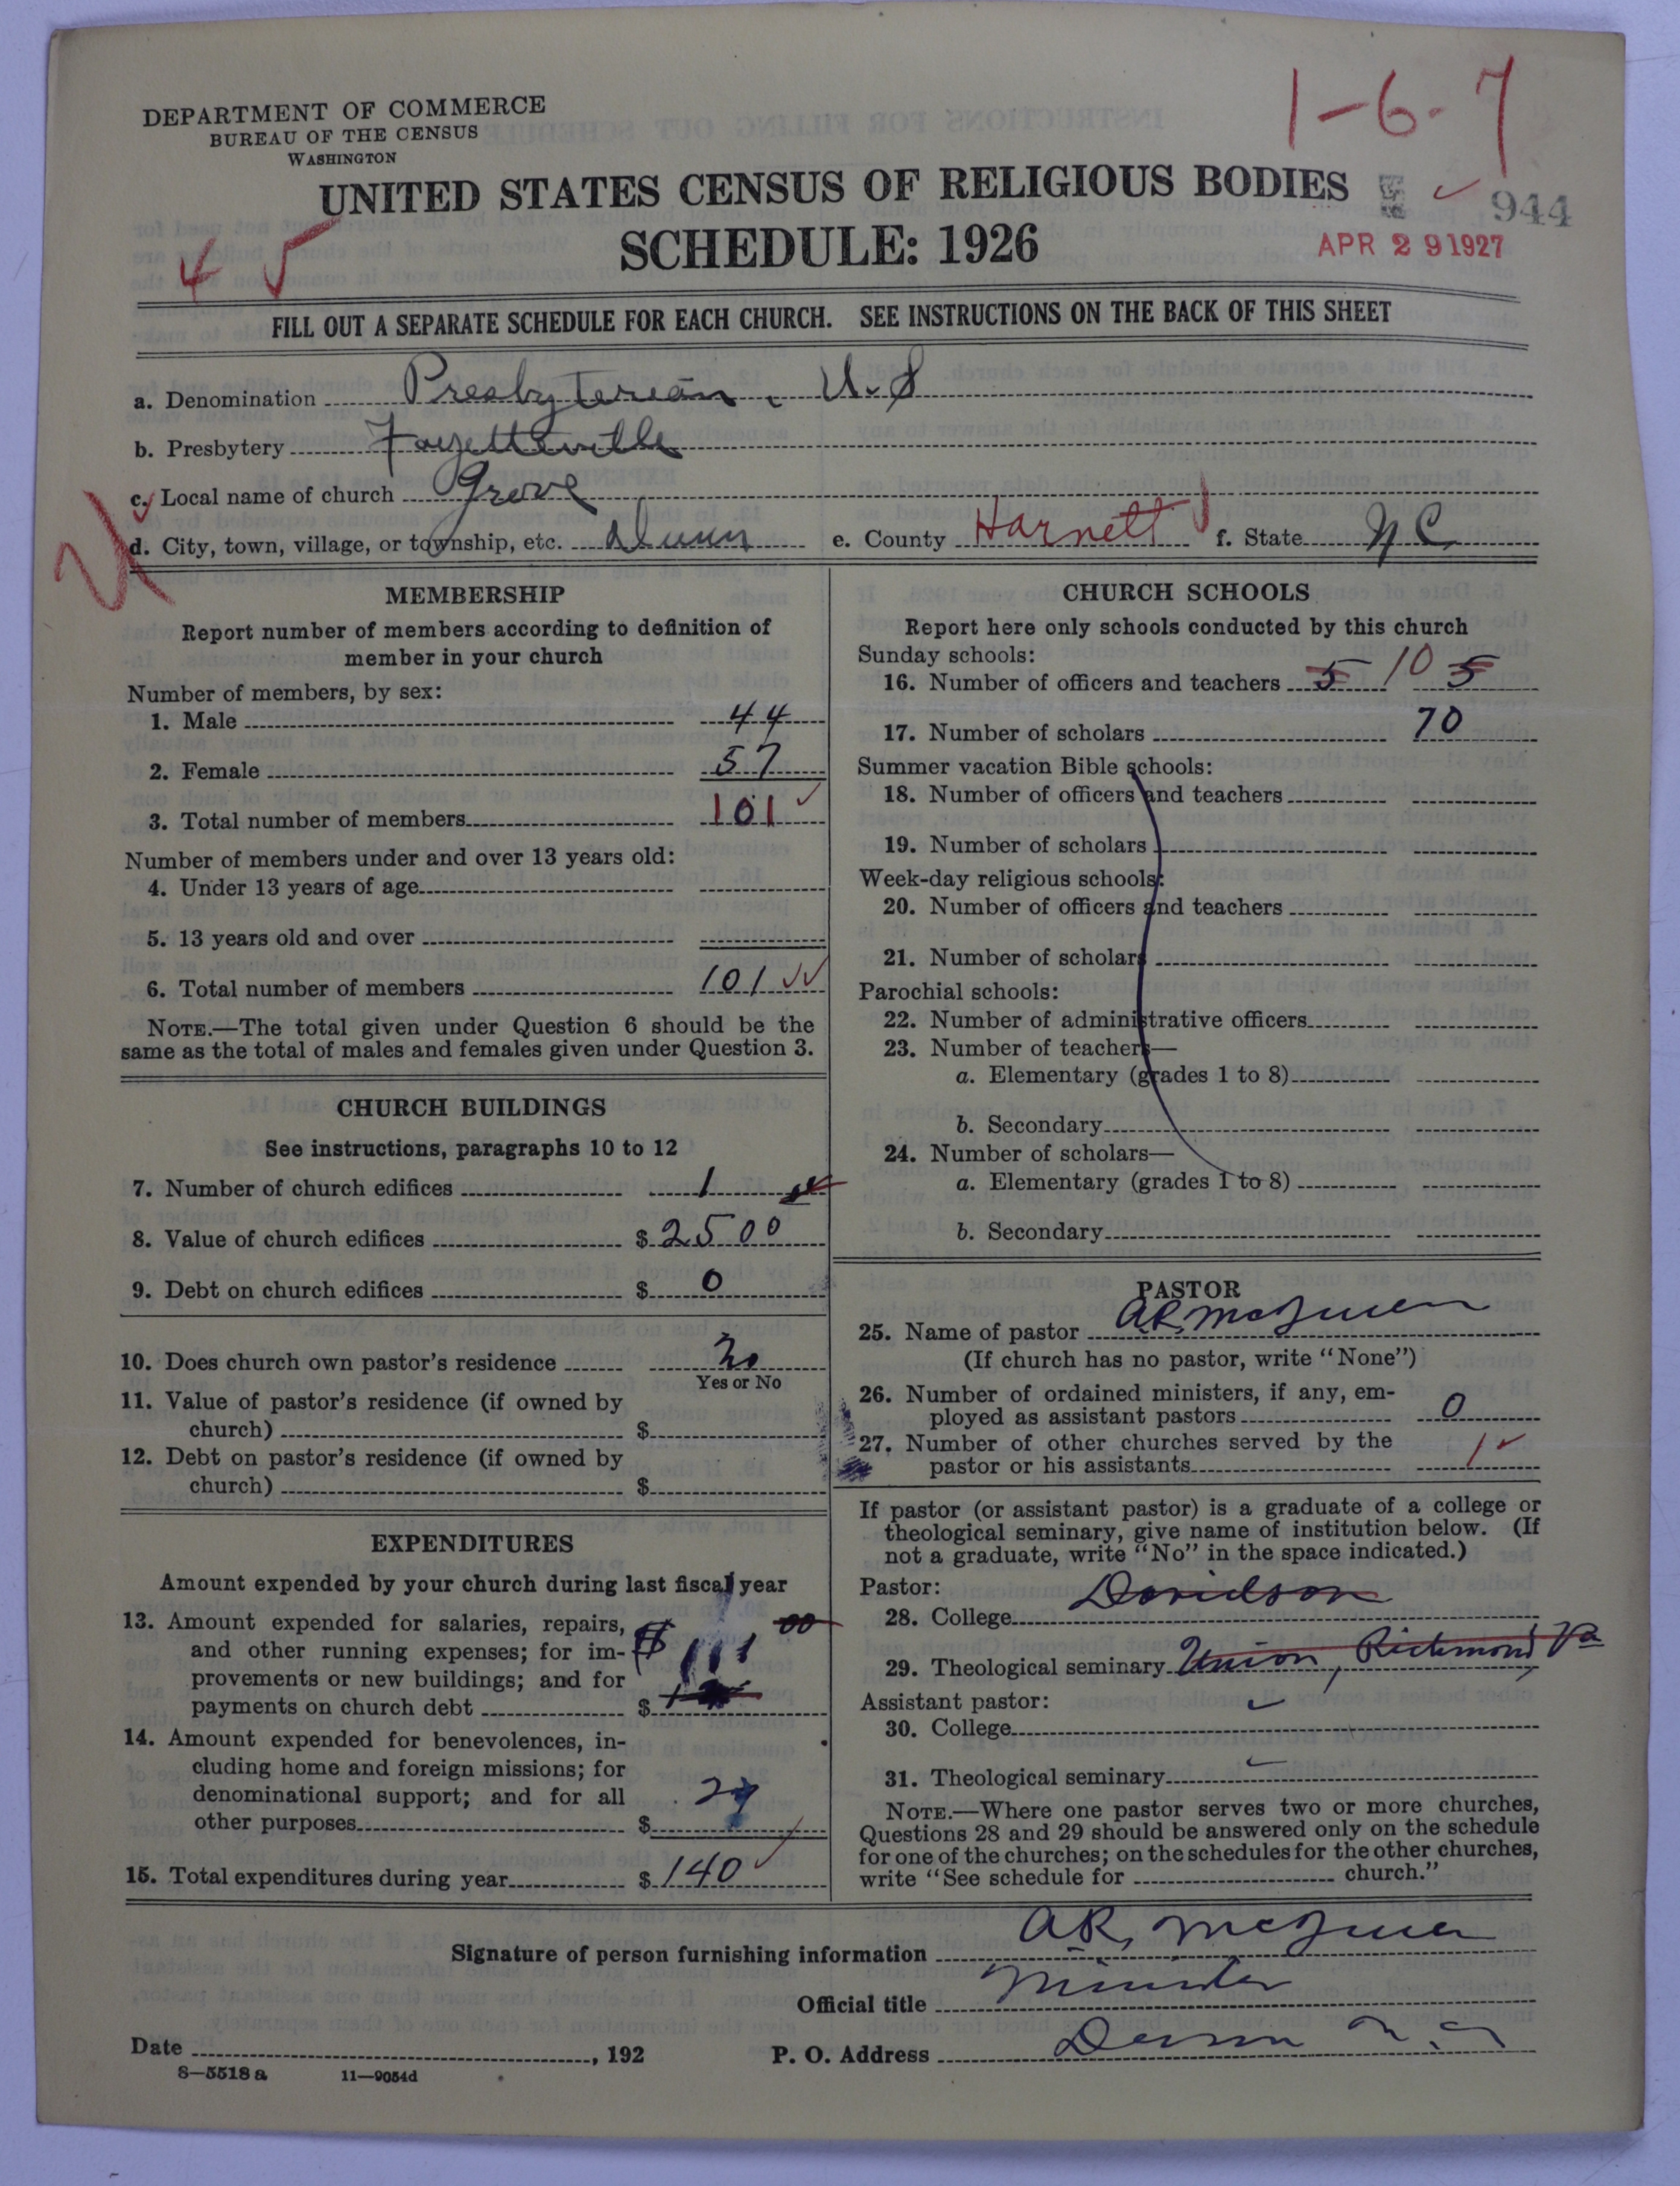 DEPARTMENT OF COMMERCE
BUREAU OF THE CENSUS
WASHINGTON
1-6-7
UNITED STATES CENSUS OF RELIGIOUS BODIES
944
SCHEDULE: 1926
APR 29 1927
4 5
FILL OUT A SEPARATE SCHEDULE FOR EACH CHURCH. SEE INSTRUCTIONS ON THE BACK OF THIS SHEET
a. Denomination Presbyterian, U.S
b. Presbytery Fayetteville
c. Local name of church Grove
d. City, town, village, or township, etc. Dunn e. County Harnett f. State N C
MEMBERSHIP
Report number of members according to definition of
member in your church
Number of members, by sex:
1. Male 44
2. Female 57
3. Total number of members 101
Number of members under and over 13 years old:
4. Under 13 years of age
5. 13 years old and over
6. Total number of members 101
NOTE.—The total given under Question 6 should be the
same as the total of males and females given under Question 3.
CHURCH BUILDINGS
See instructions, paragraphs 10 to 12
7. Number of church edifices 1
8. Value of church edifices $ 2500
9. Debt on church edifices $ 0
10. Does church own pastor's residence No
Yes or No
11. Value of pastor's residence (if owned by
church) $
12. Debt on pastor's residence (if owned by
church) $
EXPENDITURES
Amount expended by your church during last fiscal year
13. Amount expended for salaries, repairs,
and other running expenses; for im-
provements or new buildings; and for
payments on church debt $ 111 00
14. Amount expended for benevolences, in-
cluding home and foreign missions; for
denominational support; and for all
other purposes $ 29
15. Total expenditures during year $ 140
CHURCH SCHOOLS
Report here only schools conducted by this church
Sunday schools:
16. Number of officers and teachers 5 10 5
17. Number of scholars 70
Summer vacation Bible schools:
18. Number of officers and teachers
19. Number of scholars
Week-day religious schools:
20. Number of officers and teachers
21. Number of scholars
Parochial schools:
22. Number of administrative officers
23. Number of teachers—
a. Elementary (grades 1 to 8)
b. Secondary
24. Number of scholars—
a. Elementary (grades 1 to 8)
b. Secondary
PASTOR
25. Name of pastor A.R. McQueen
(If church has no pastor, write "None")
26. Number of ordained ministers, if any, em-
ployed as assistant pastors 0
27. Number of other churches served by the
pastor or his assistants 1
If pastor (or assistant pastor) is a graduate of a college or
theological seminary, give name of institution below. (If
not a graduate, write "No" in the space indicated.)
Pastor:
28. College Davidson
29. Theological seminary Union, Richmond, Va
Assistant pastor:
30. College
31. Theological seminary
NOTE.—Where one pastor serves two or more churches,
Questions 28 and 29 should be answered only on the schedule
for one of the churches; on the schedules for the other churches,
write "See schedule for church."
Signature of person furnishing information A.R. McQueen
Official title Minister
Date , 192 P. O. Address Dunn N.C.
8—5518 a 11—9054d